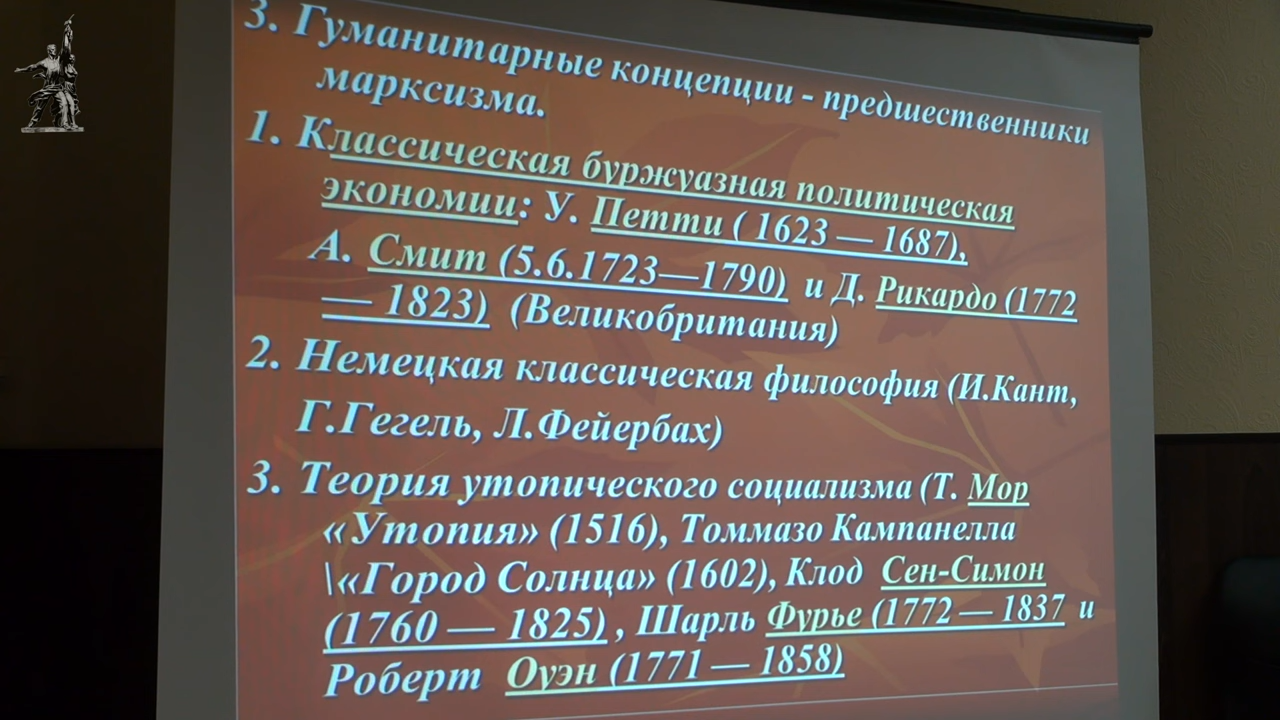 3. Гуманитарные концепции - предшественники
марксизма.
1. Классическая буржуазная политическая
экономии: У. Петти ( 1623 — 1687),
А. Смит (5.6.1723—1790) и Д. Рикардо (1772
— 1823) (Великобритания)
2. Немецкая классическая философия (И.Кант,
Г.Гегель, Л.Фейербах)
3. Теория утопического социализма (Т. Мор
«Утопия» (1516), Томмазо Кампанелла
\«Город Солнца» (1602), Клод Сен-Симон
(1760 — 1825) , Шарль Фурье (1772 — 1837 и
Роберт Оуэн (1771 — 1858)